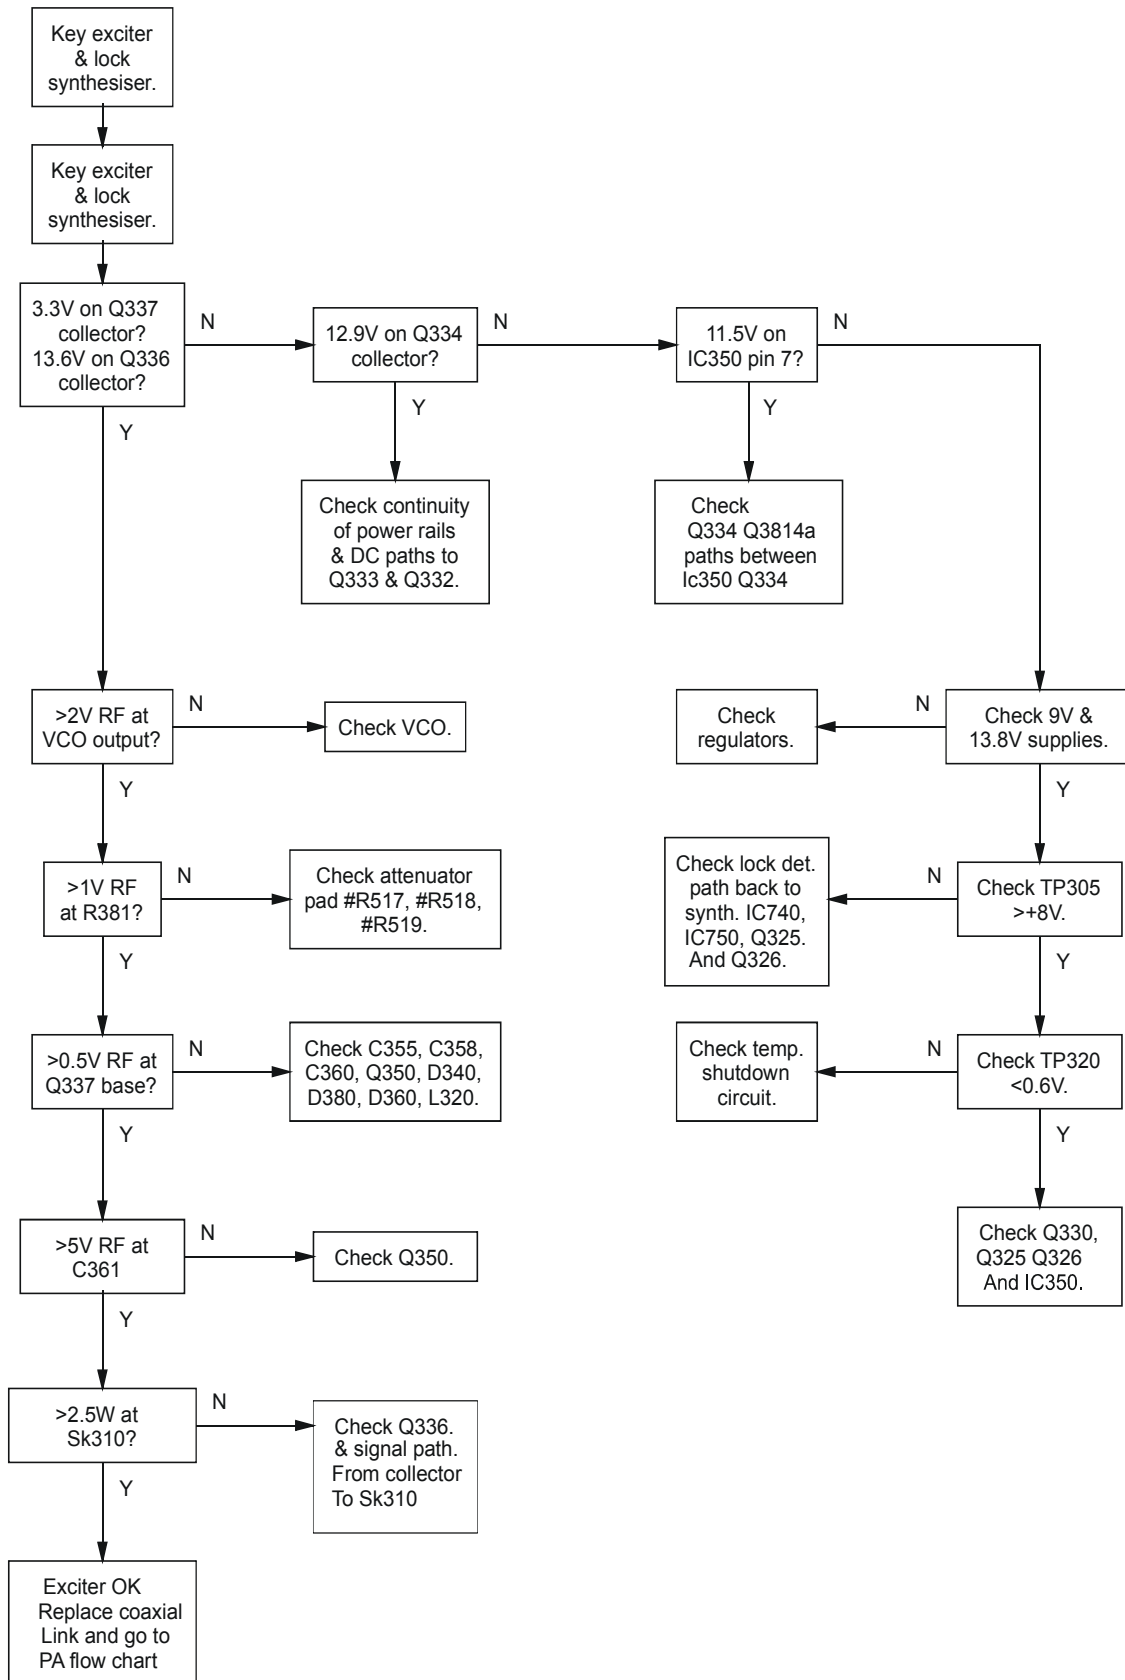 Key exciter
& lock
synthesiser.
Key exciter
& lock
synthesiser.
3.3V on Q337
collector?
13.6V on Q336
collector?
N
12.9V on Q334
collector?
N
11.5V on
IC350 pin 7?
N
Y
Y
Y
Check continuity
of power rails
& DC paths to
Q333 & Q332.
Check
Q334 Q3814a
paths between
Ic350 Q334
>2V RF at
VCO output?
N
Check VCO.
Check
regulators.
N
Check 9V &
13.8V supplies.
Y
Y
>1V RF
at R381?
N
Check attenuator
pad #R517, #R518,
#R519.
Check lock det.
path back to
synth. IC740,
IC750, Q325.
And Q326.
N
Check TP305
>+8V.
Y
Y
>0.5V RF at
Q337 base?
N
Check C355, C358,
C360, Q350, D340,
D380, D360, L320.
Check temp.
shutdown
circuit.
N
Check TP320
<0.6V.
Y
Y
>5V RF at
C361
N
Check Q350.
Check Q330,
Q325 Q326
And IC350.
Y
>2.5W at
Sk310?
N
Check Q336.
& signal path.
From collector
To Sk310
Y
Exciter OK
Replace coaxial
Link and go to
PA flow chart